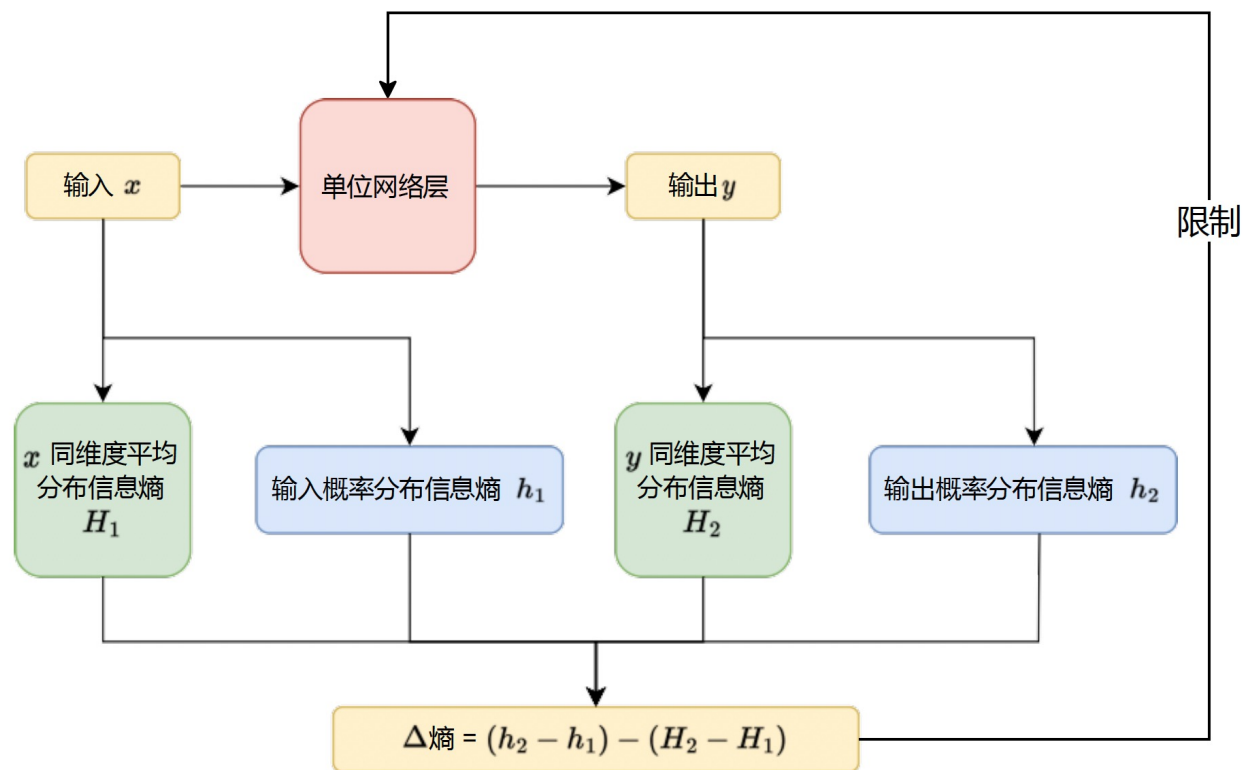 输入 x
单位网络层
输出 y
限制
x 同维度平均
分布信息熵
H₁
输入概率分布信息熵 h₁
y 同维度平均
分布信息熵
H₂
输出概率分布信息熵 h₂
Δ熵 = (h₂ − h₁) − (H₂ − H₁)